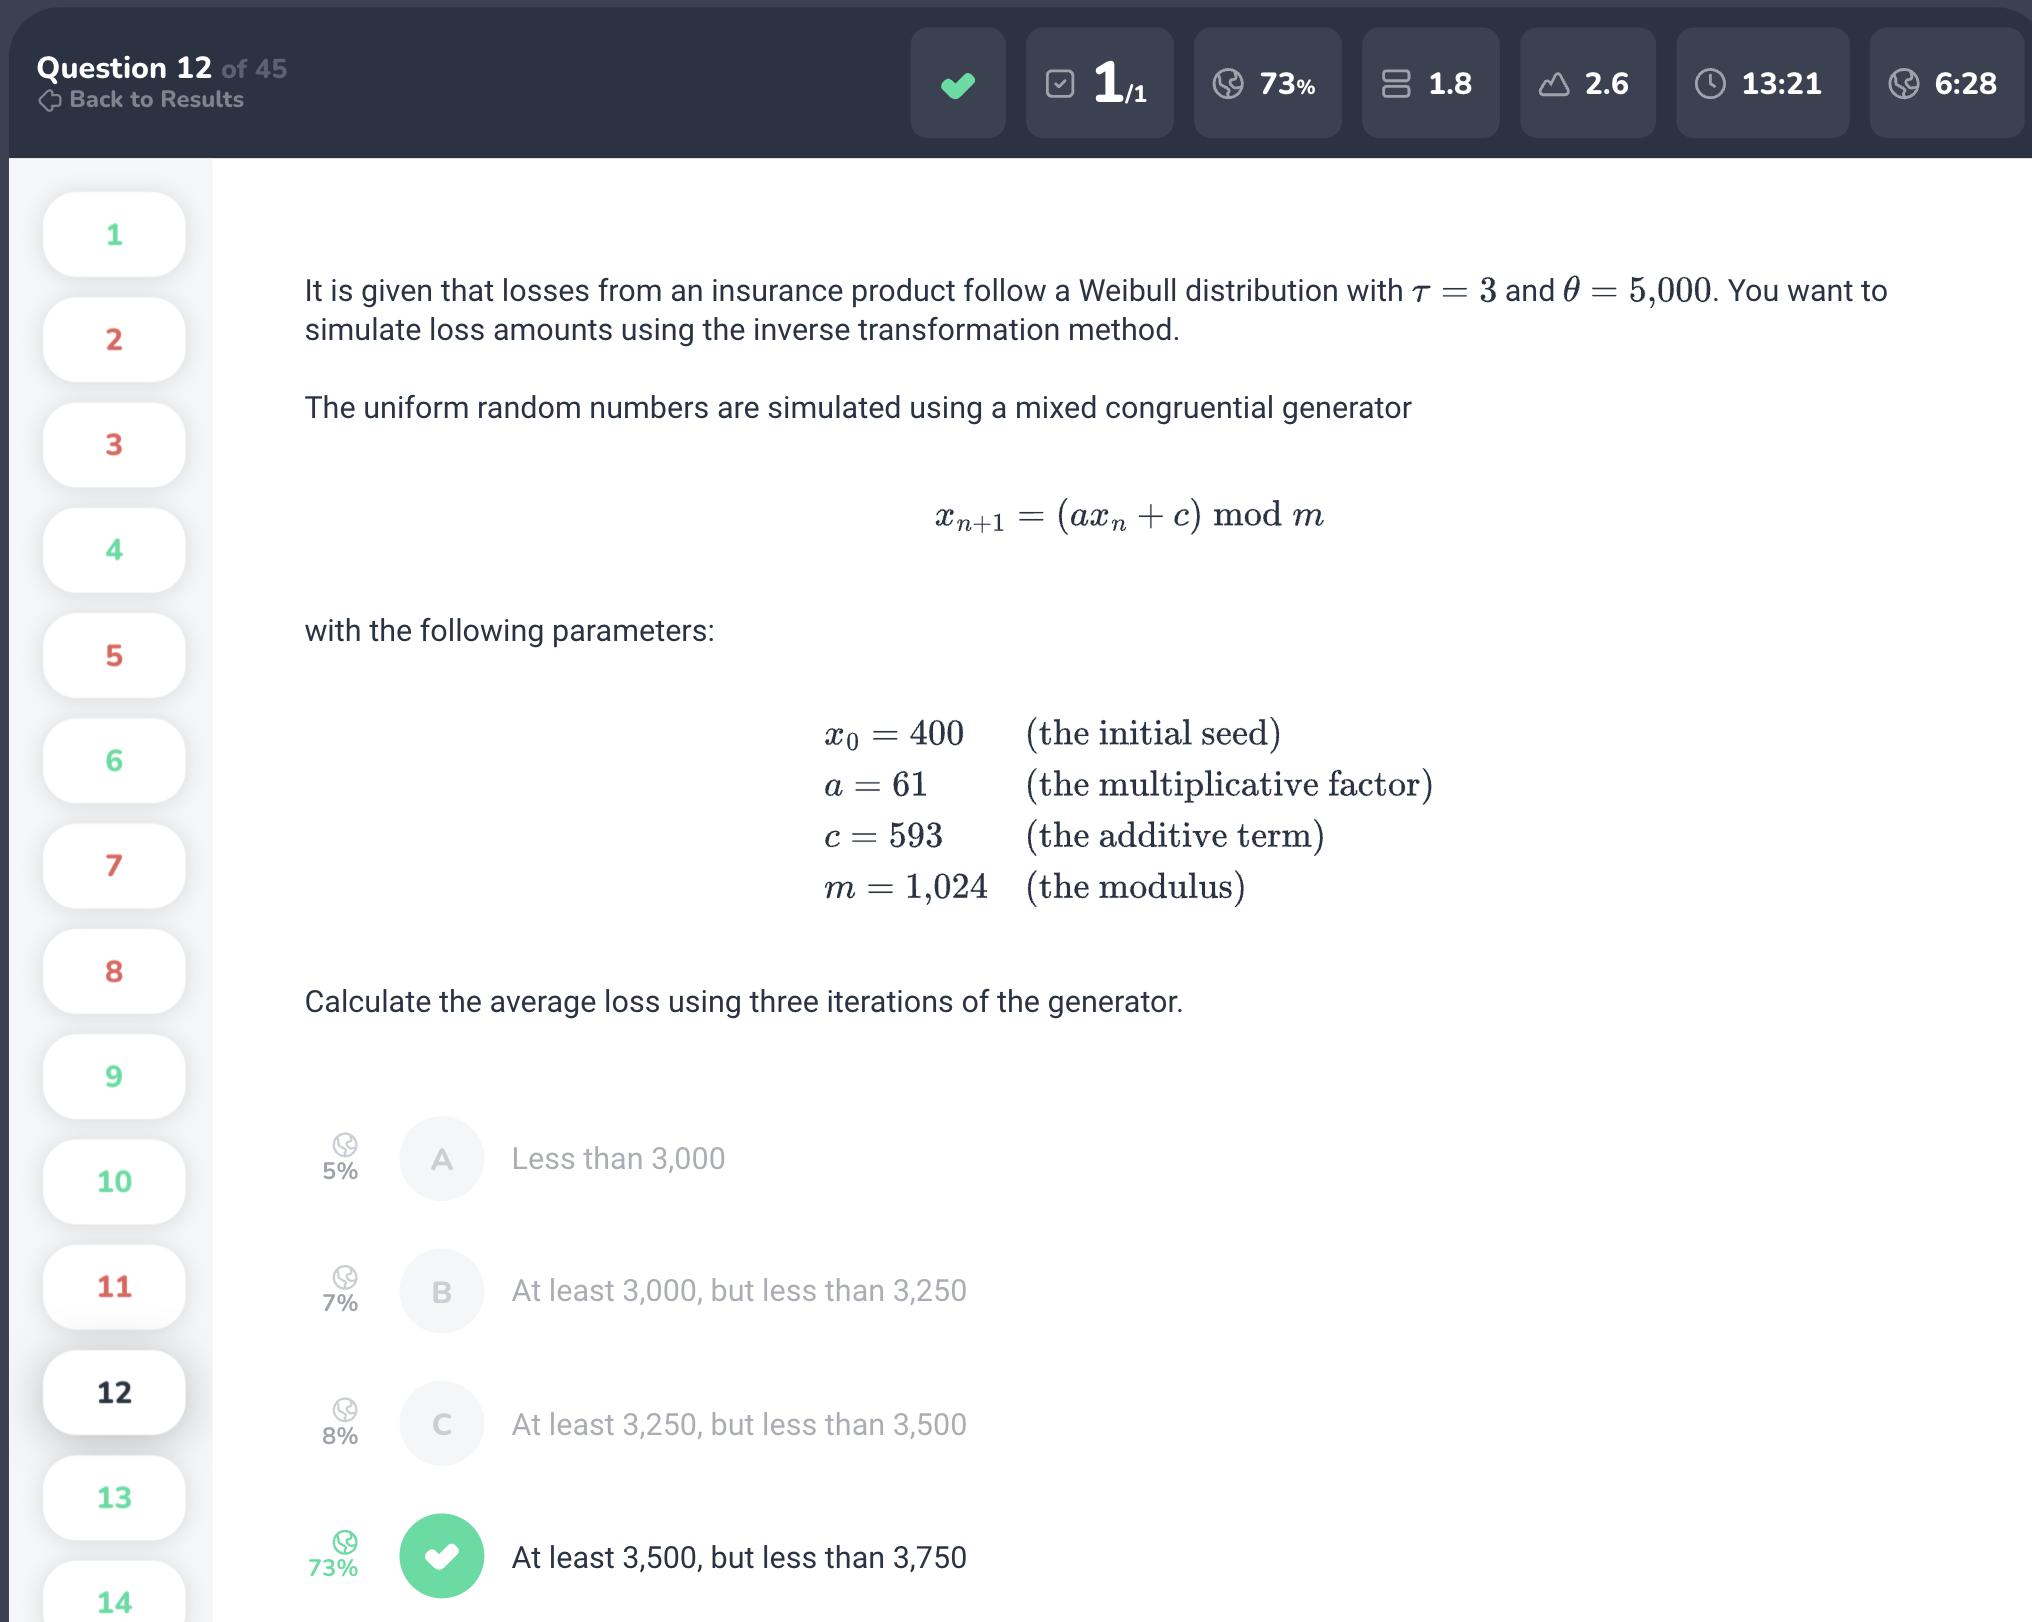 Question 12 of 45
Back to Results
1/1
73%
1.8
2.6
13:21
6:28
1
2
3
4
5
6
7
8
9
10
11
12
13
14
It is given that losses from an insurance product follow a Weibull distribution with τ = 3 and θ = 5,000. You want to
simulate loss amounts using the inverse transformation method.
The uniform random numbers are simulated using a mixed congruential generator
xₙ₊₁ = (axₙ + c) mod m
with the following parameters:
x₀ = 400 (the initial seed)
a = 61 (the multiplicative factor)
c = 593 (the additive term)
m = 1,024 (the modulus)
Calculate the average loss using three iterations of the generator.
5% A Less than 3,000
7% B At least 3,000, but less than 3,250
8% C At least 3,250, but less than 3,500
73% At least 3,500, but less than 3,750